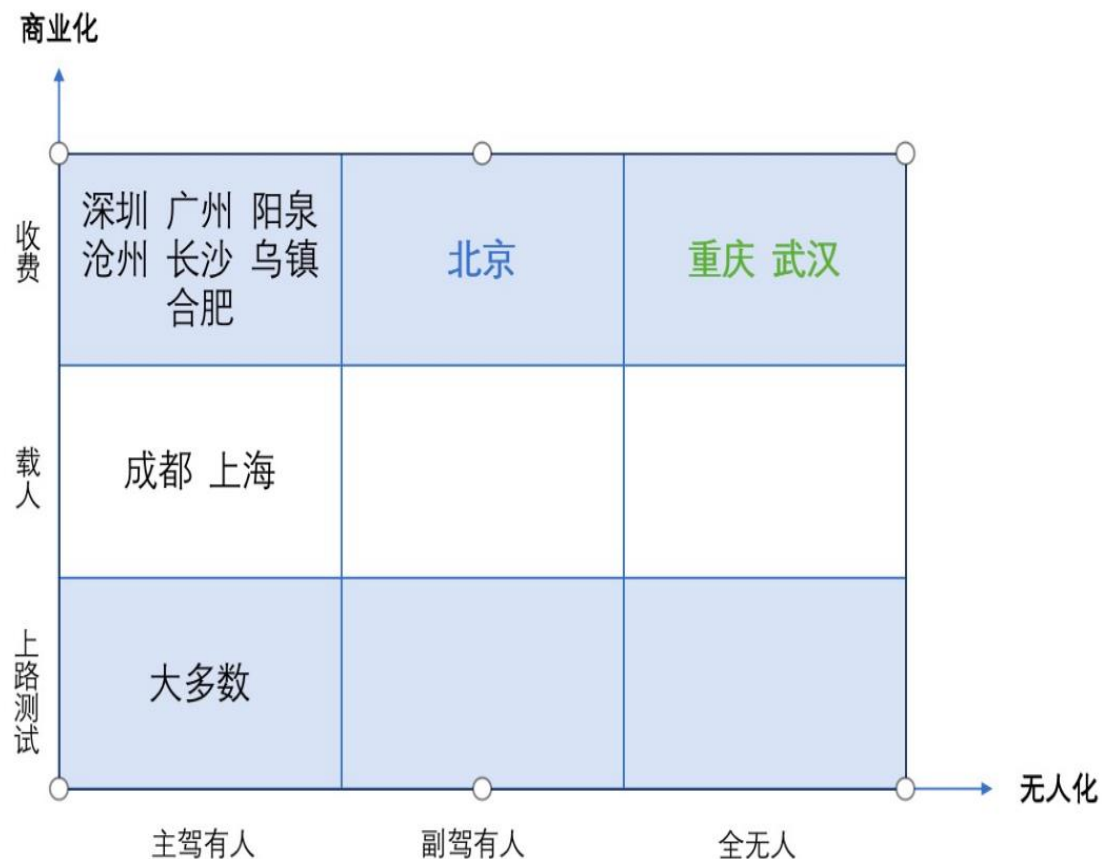 商业化
收费
深圳 广州 阳泉
沧州 长沙 乌镇
合肥
北京
重庆 武汉
载人
成都 上海
上路测试
大多数
无人化
主驾有人
副驾有人
全无人